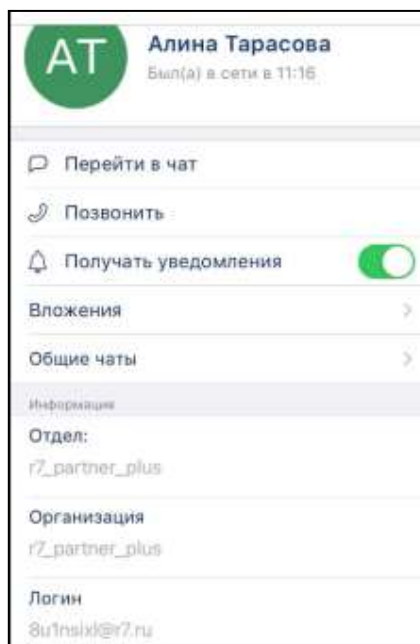 АТ
Алина Тарасова
Был(а) в сети в 11:16
Перейти в чат
Позвонить
Получать уведомления
Вложения
Общие чаты
Информация
Отдел:
r7_partner_plus
Организация
r7_partner_plus
Логин
8u1nsixl@r7.ru